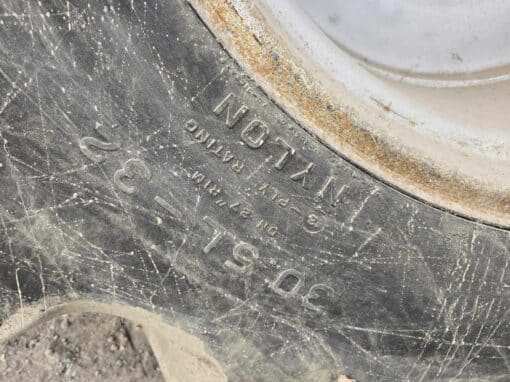 NYLON
8-PLY RATING
ON 27" RIM
30.5L-32